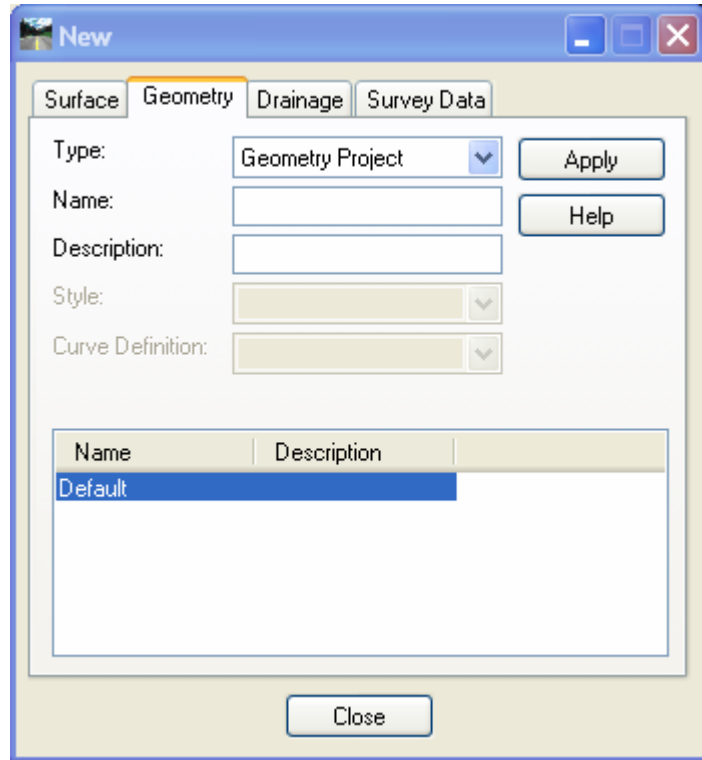 New
Surface Geometry Drainage Survey Data
Type: Geometry Project Apply
Name: Help
Description:
Style:
Curve Definition:
Name Description
Default
Close